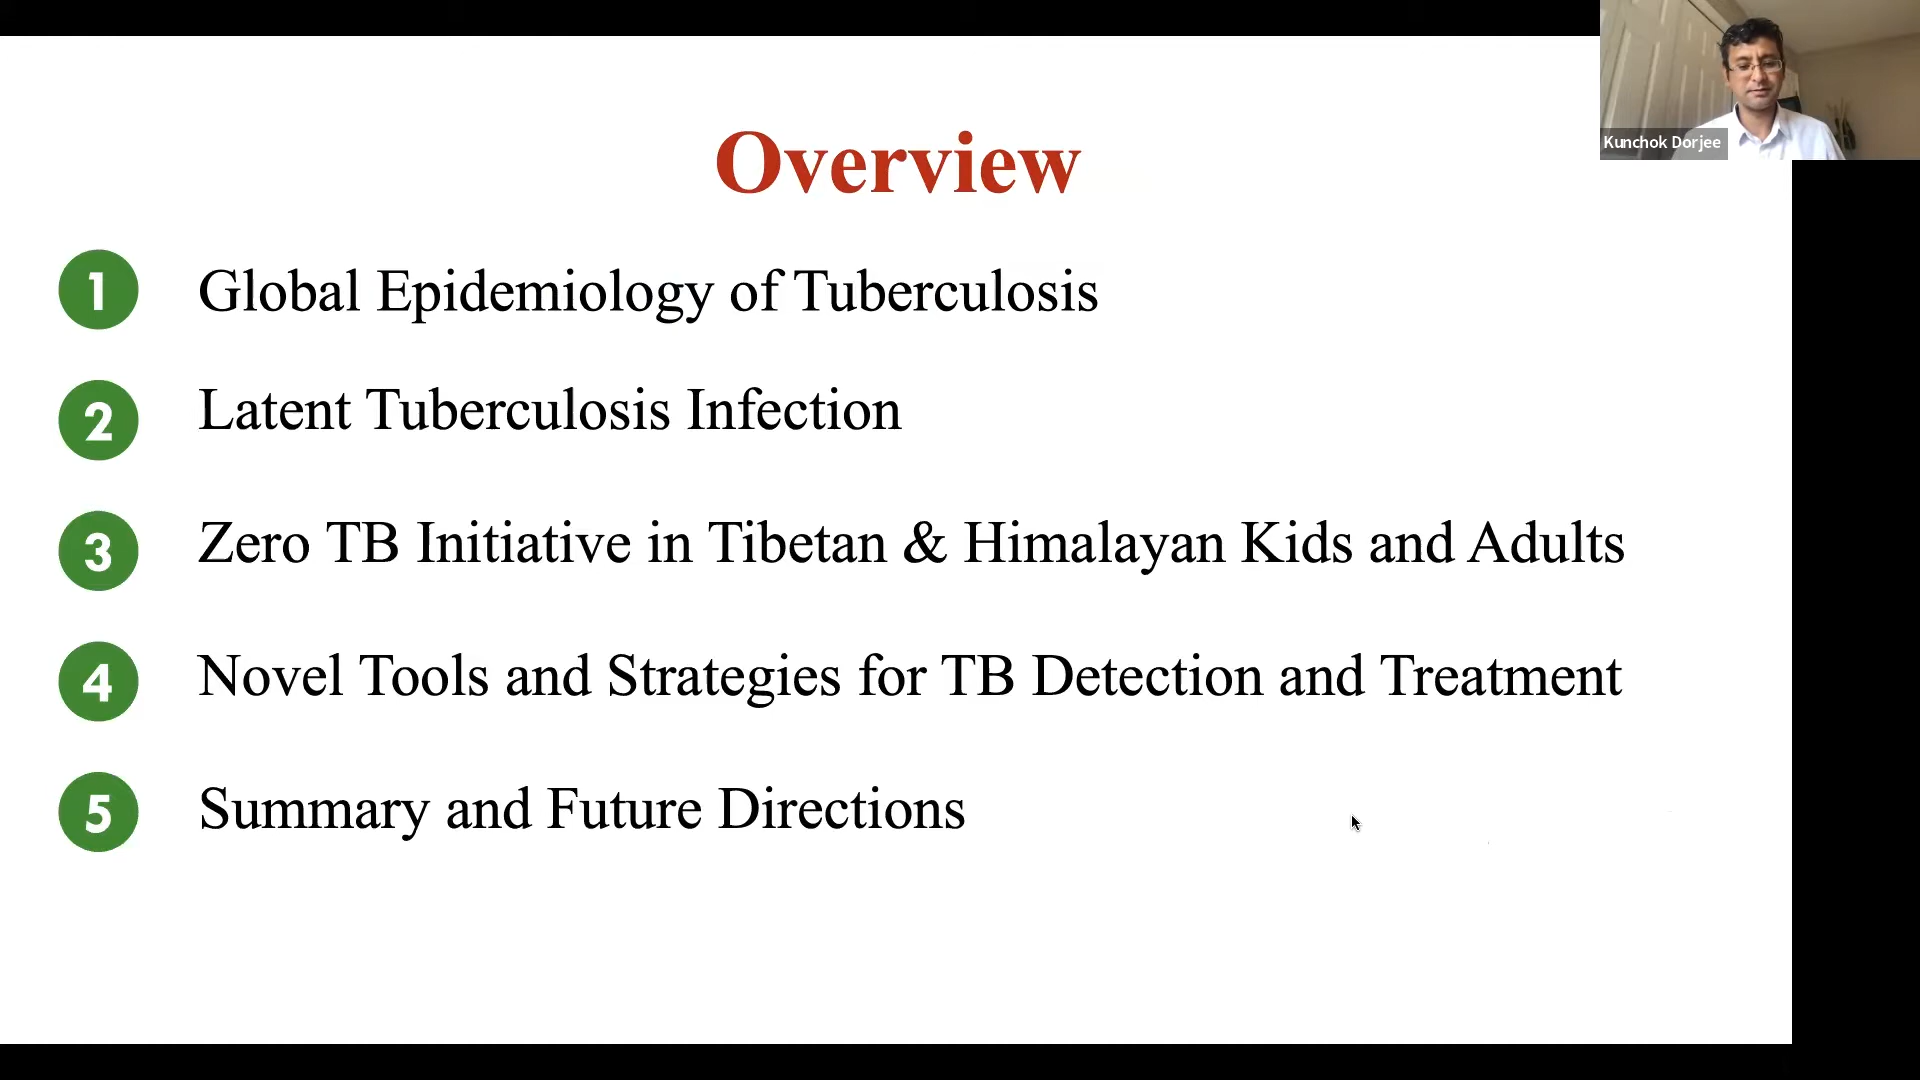 Kunchok Dorjee
Overview
1 Global Epidemiology of Tuberculosis
2 Latent Tuberculosis Infection
3 Zero TB Initiative in Tibetan & Himalayan Kids and Adults
4 Novel Tools and Strategies for TB Detection and Treatment
5 Summary and Future Directions